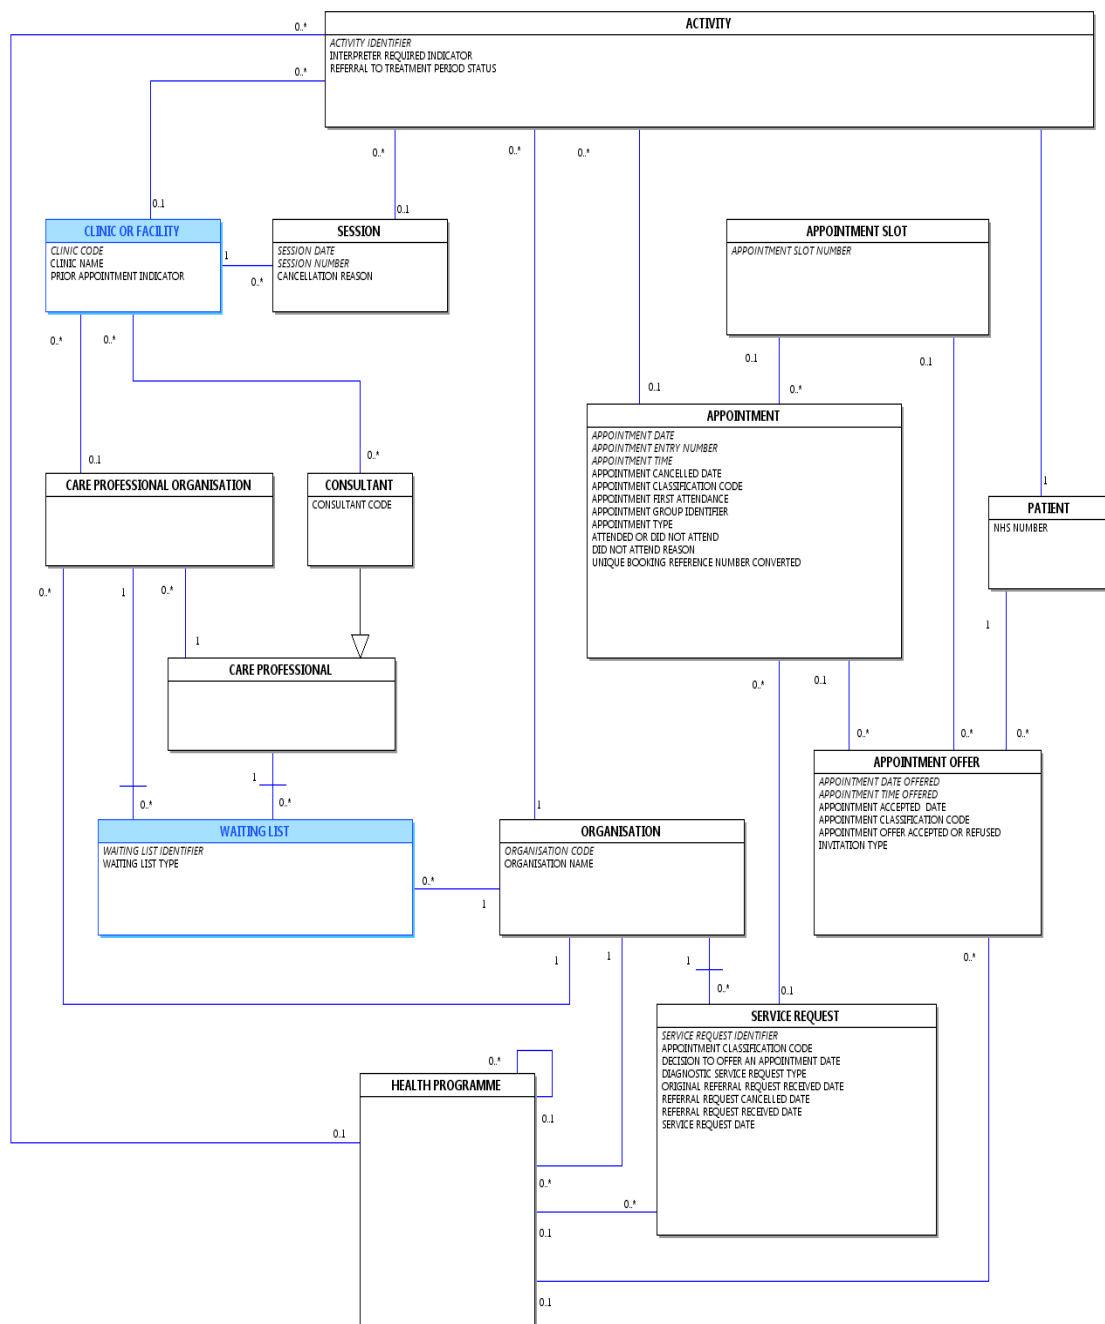 ACTIVITY
0..*
ACTIVITY IDENTIFIER
INTERPRETER REQUIRED INDICATOR
REFERRAL TO TREATMENT PERIOD STATUS
0..*
0..*
0..*
0..*
0..1
0..1
CLINIC OR FACILITY
CLINIC CODE
CLINIC NAME
PRIOR APPOINTMENT INDICATOR
1
0..*
SESSION
SESSION DATE
SESSION NUMBER
CANCELLATION REASON
APPOINTMENT SLOT
APPOINTMENT SLOT NUMBER
0..*
0..*
0..1
0..1
0..1
0..*
APPOINTMENT
APPOINTMENT DATE
APPOINTMENT ENTRY NUMBER
APPOINTMENT TIME
APPOINTMENT CANCELLED DATE
APPOINTMENT CLASSIFICATION CODE
APPOINTMENT FIRST ATTENDANCE
APPOINTMENT GROUP IDENTIFIER
APPOINTMENT TYPE
ATTENDED OR DID NOT ATTEND
DID NOT ATTEND REASON
UNIQUE BOOKING REFERENCE NUMBER CONVERTED
0..1
0..*
CARE PROFESSIONAL ORGANISATION
CONSULTANT
CONSULTANT CODE
1
PATIENT
NHS NUMBER
0..*
1
0..*
1
1
CARE PROFESSIONAL
0..*
0..1
0..*
0..*
0..*
APPOINTMENT OFFER
APPOINTMENT DATE OFFERED
APPOINTMENT TIME OFFERED
APPOINTMENT ACCEPTED  DATE
APPOINTMENT CLASSIFICATION CODE
APPOINTMENT OFFER ACCEPTED OR REFUSED
INVITATION TYPE
1
0..*
0..*
1
WAITING LIST
WAITING LIST IDENTIFIER
WAITING LIST TYPE
0..*
1
ORGANISATION
ORGANISATION CODE
ORGANISATION NAME
1
1
1
0..*
0..*
0..1
SERVICE REQUEST
SERVICE REQUEST IDENTIFIER
APPOINTMENT CLASSIFICATION CODE
DECISION TO OFFER AN APPOINTMENT DATE
DIAGNOSTIC SERVICE REQUEST TYPE
ORIGINAL REFERRAL REQUEST RECEIVED DATE
REFERRAL REQUEST CANCELLED DATE
REFERRAL REQUEST RECEIVED DATE
SERVICE REQUEST DATE
0..*
HEALTH PROGRAMME
0..1
0..1
0..*
0..*
0..1
0..1